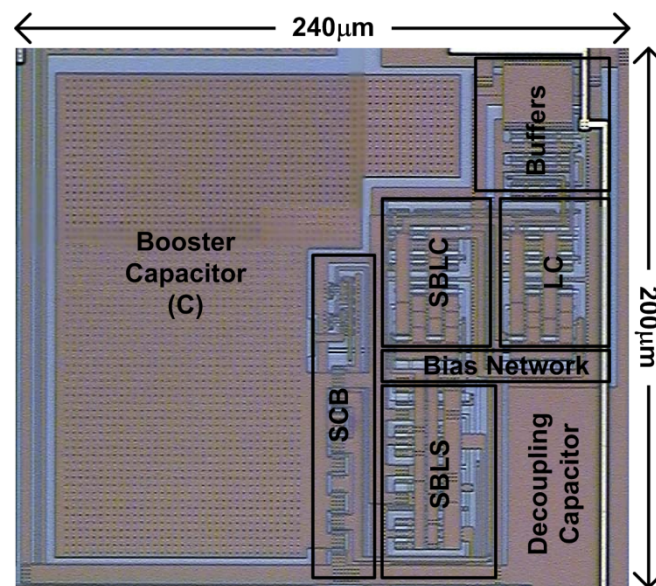 240μm
Buffers
Booster
Capacitor
(C)
SBLC
LC
200μm
Bias Network
SCB
SBLS
Decoupling
Capacitor